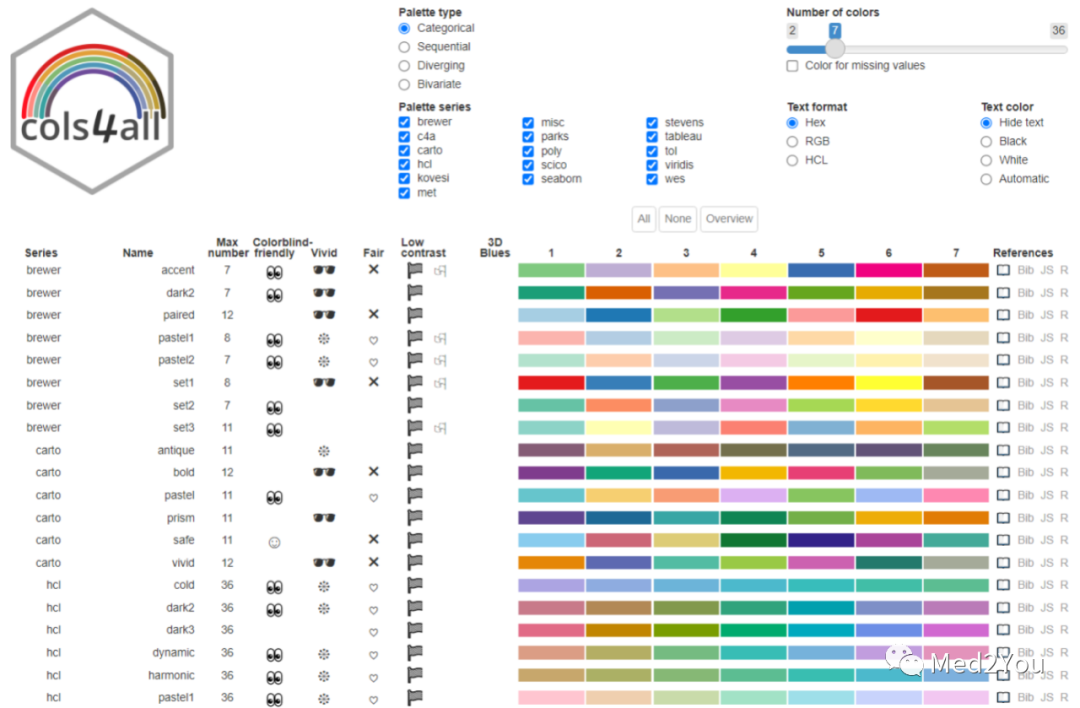 cols4all
Palette type
Categorical
Sequential
Diverging
Bivariate
Number of colors
2 7 36
Color for missing values
Palette series
brewer misc stevens
c4a parks tableau
carto poly tol
hcl scico viridis
kovesi seaborn wes
met
Text format
Hex
RGB
HCL
Text color
Hide text
Black
White
Automatic
All None Overview
Series Name Max number Colorblind-friendly Vivid Fair Low contrast 3D Blues 1 2 3 4 5 6 7 References
brewer accent 7 Bib JS R
brewer dark2 7 Bib JS R
brewer paired 12 Bib JS R
brewer pastel1 8 Bib JS R
brewer pastel2 7 Bib JS R
brewer set1 8 Bib JS R
brewer set2 7 Bib JS R
brewer set3 11 Bib JS R
carto antique 11 Bib JS R
carto bold 12 Bib JS R
carto pastel 11 Bib JS R
carto prism 11 Bib JS R
carto safe 11 Bib JS R
carto vivid 12 Bib JS R
hcl cold 36 Bib JS R
hcl dark2 36 Bib JS R
hcl dark3 36 Bib JS R
hcl dynamic 36 Bib JS R
hcl harmonic 36 Bib JS R
hcl pastel1 36 Bib JS R
Med2You